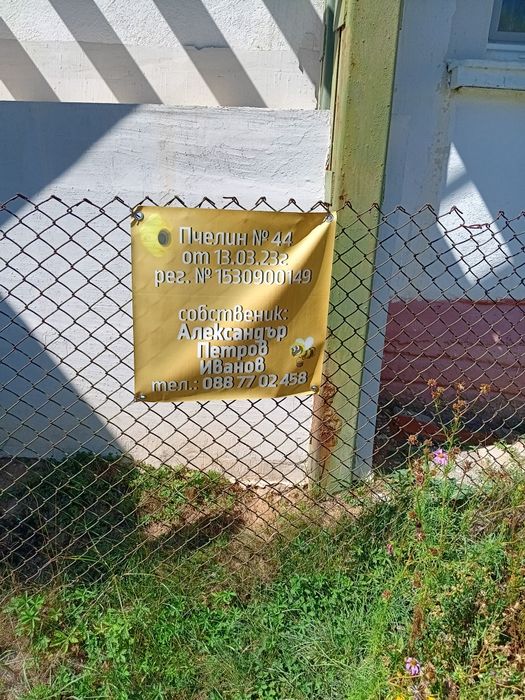 Пчелин № 44
от 13.03.23г
рег. № 1530900149
собственик:
Александър
Петров
Иванов
тел.: 088 77 02 458